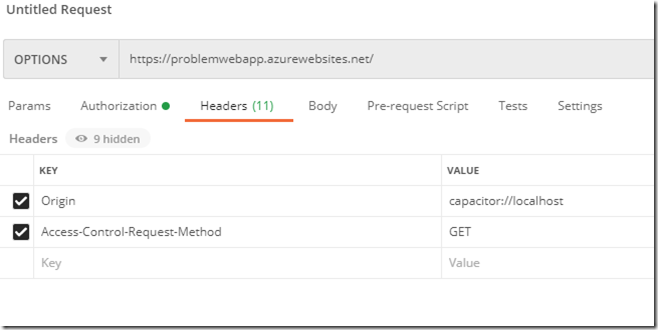 Untitled Request
OPTIONS https://problemwebapp.azurewebsites.net/
Params Authorization Headers (11) Body Pre-request Script Tests Settings
Headers 9 hidden
KEY VALUE
Origin capacitor://localhost
Access-Control-Request-Method GET
Key Value